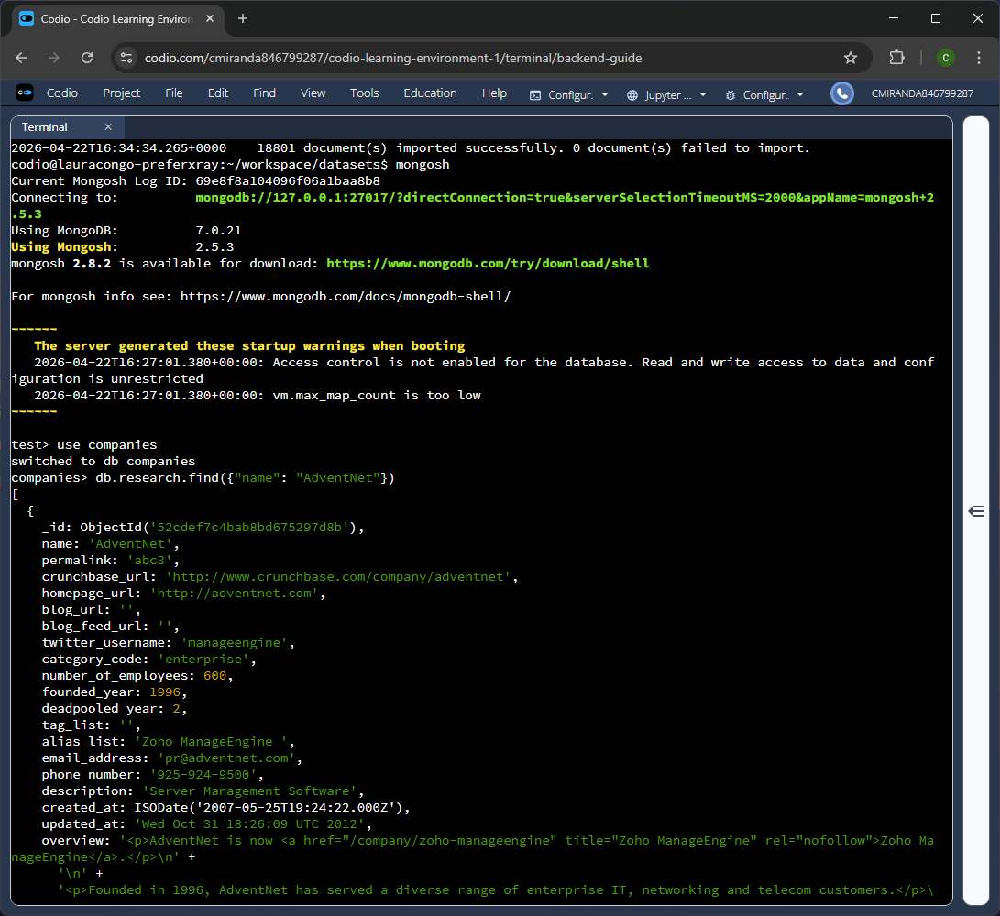 Codio - Codio Learning Environ
codio.com/cmiranda846799287/codio-learning-environment-1/terminal/backend-guide
C
Codio Project File Edit Find View Tools Education Help Configur. Jupyter ... Configur.. CMIRANDA846799287
Terminal
2026-04-22T16:34:34.265+0000    18801 document(s) imported successfully. 0 document(s) failed to import.
codio@lauracongo-preferxray:~/workspace/datasets$ mongosh
Current Mongosh Log ID: 69e8f8a104096f06a1baa8b8
Connecting to:          mongodb://127.0.0.1:27017/?directConnection=true&serverSelectionTimeoutMS=2000&appName=mongosh+2
.5.3
Using MongoDB:          7.0.21
Using Mongosh:          2.5.3
mongosh 2.8.2 is available for download: https://www.mongodb.com/try/download/shell
For mongosh info see: https://www.mongodb.com/docs/mongodb-shell/
------
   The server generated these startup warnings when booting
   2026-04-22T16:27:01.380+00:00: Access control is not enabled for the database. Read and write access to data and conf
iguration is unrestricted
   2026-04-22T16:27:01.380+00:00: vm.max_map_count is too low
------
test> use companies
switched to db companies
companies> db.research.find({"name": "AdventNet"})
[
  {
    _id: ObjectId('52cdef7c4bab8bd675297d8b'),
    name: 'AdventNet',
    permalink: 'abc3',
    crunchbase_url: 'http://www.crunchbase.com/company/adventnet',
    homepage_url: 'http://adventnet.com',
    blog_url: '',
    blog_feed_url: '',
    twitter_username: 'manageengine',
    category_code: 'enterprise',
    number_of_employees: 600,
    founded_year: 1996,
    deadpooled_year: 2,
    tag_list: '',
    alias_list: 'Zoho ManageEngine ',
    email_address: 'pr@adventnet.com',
    phone_number: '925-924-9500',
    description: 'Server Management Software',
    created_at: ISODate('2007-05-25T19:24:22.000Z'),
    updated_at: 'Wed Oct 31 18:26:09 UTC 2012',
    overview: '<p>AdventNet is now <a href="/company/zoho-manageengine" title="Zoho ManageEngine" rel="nofollow">Zoho Ma
nageEngine</a>.</p>\n' +
      '\n' +
      '<p>Founded in 1996, AdventNet has served a diverse range of enterprise IT, networking and telecom customers.</p>\